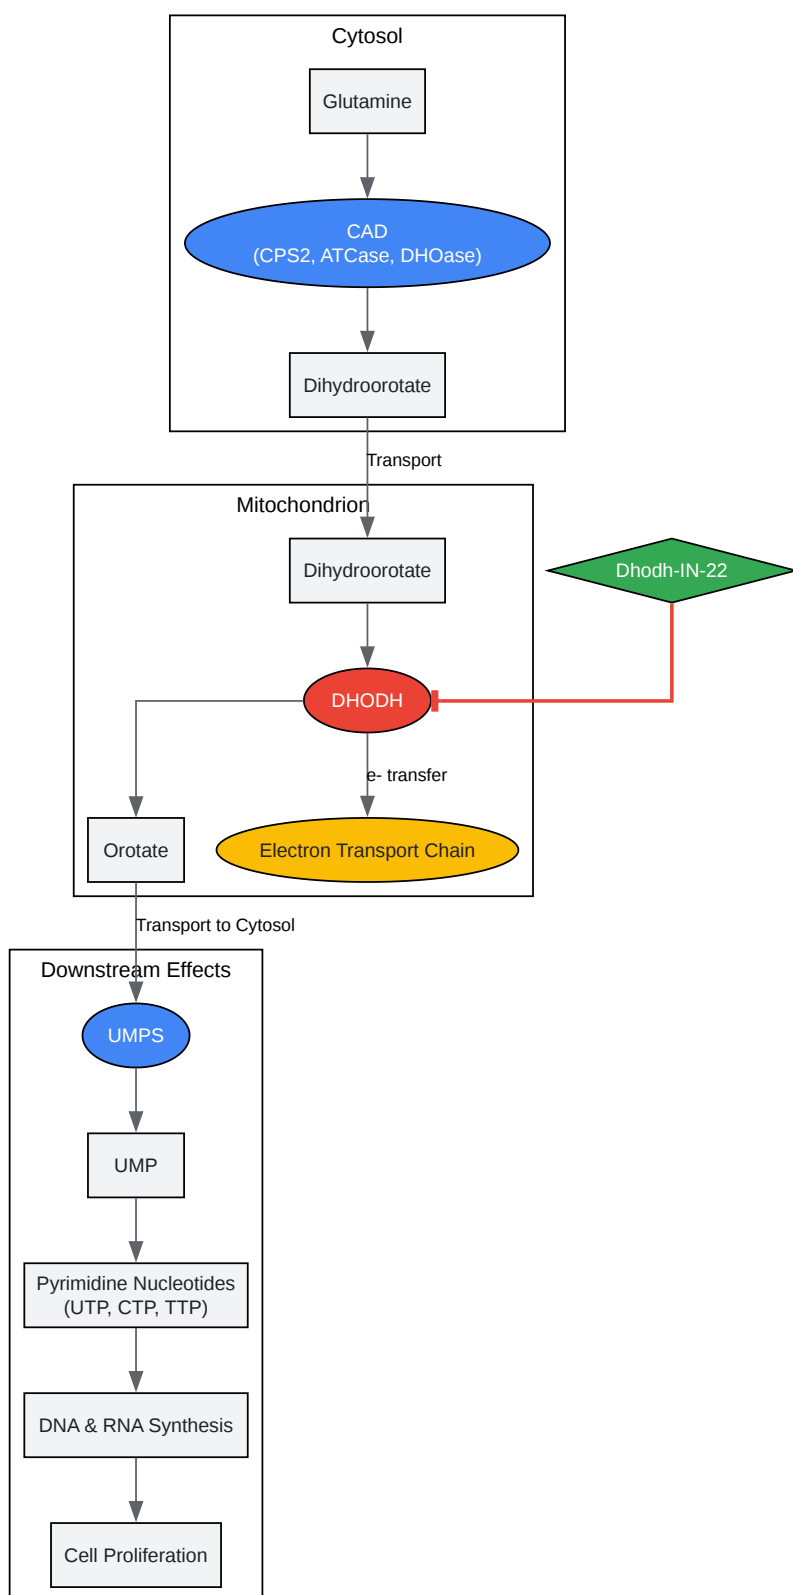 Cytosol
Glutamine
CAD
(CPS2, ATCase, DHOase)
Dihydroorotate
Transport
Mitochondrion
Dihydroorotate
Dhodh-IN-22
DHODH
e- transfer
Orotate
Electron Transport Chain
Transport to Cytosol
Downstream Effects
UMPS
UMP
Pyrimidine Nucleotides
(UTP, CTP, TTP)
DNA & RNA Synthesis
Cell Proliferation